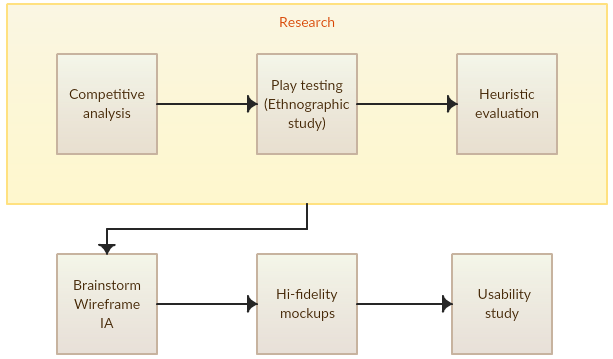 Research
Competitive
analysis
Play testing
(Ethnographic
study)
Heuristic
evaluation
Brainstorm
Wireframe
IA
Hi-fidelity
mockups
Usability
study